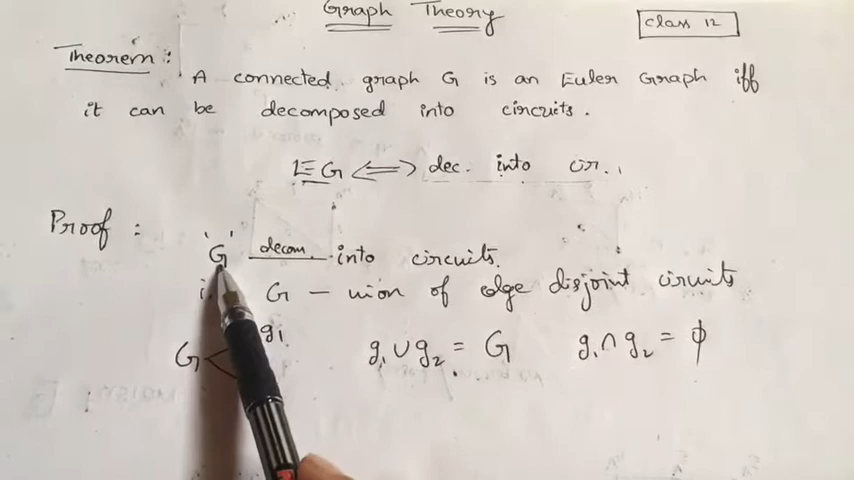 Graph Theory
class 12
Theorem :
A connected graph G is an Euler Graph iff
it can be decomposed into circuits.
EG ⟺ dec. into cir..
Proof :
'G' decom. into circuits.
G — union of edge disjoint circuits
G < g₁
g₁ ∪ g₂ = G g₁ ∩ g₂ = ϕ